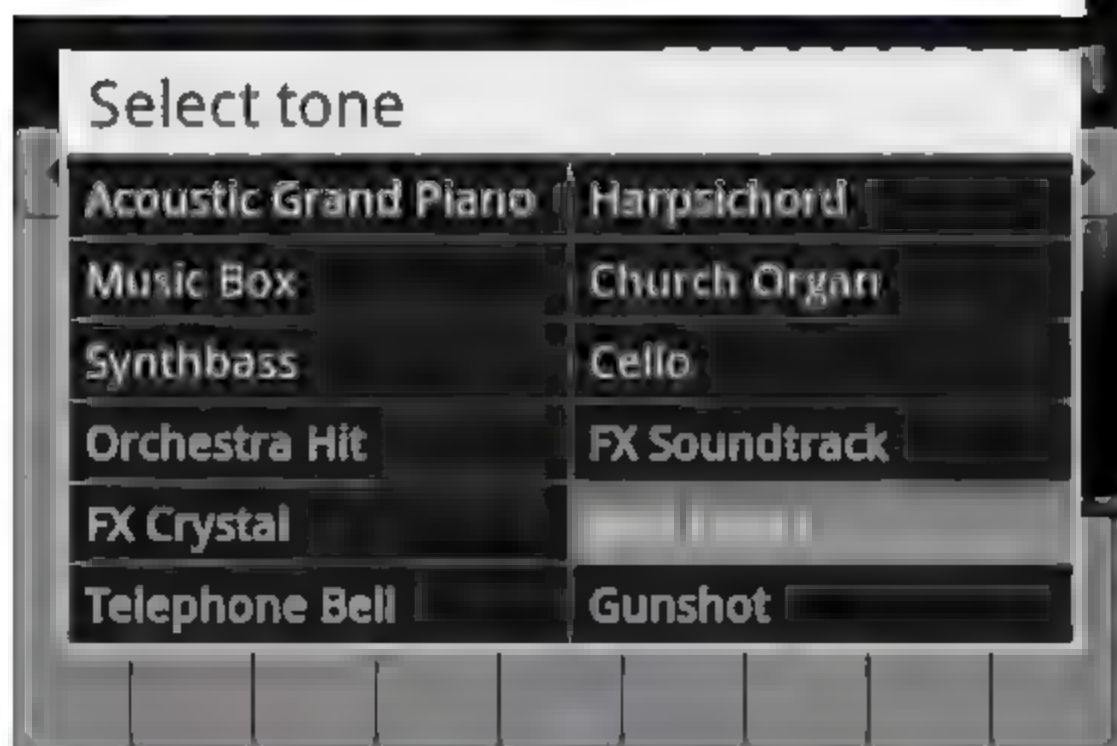 Select tone
Acoustic Grand Piano Harpsichord
Music Box Church Organ
Synthbass Cello
Orchestra Hit FX Soundtrack
FX Crystal
Telephone Bell Gunshot